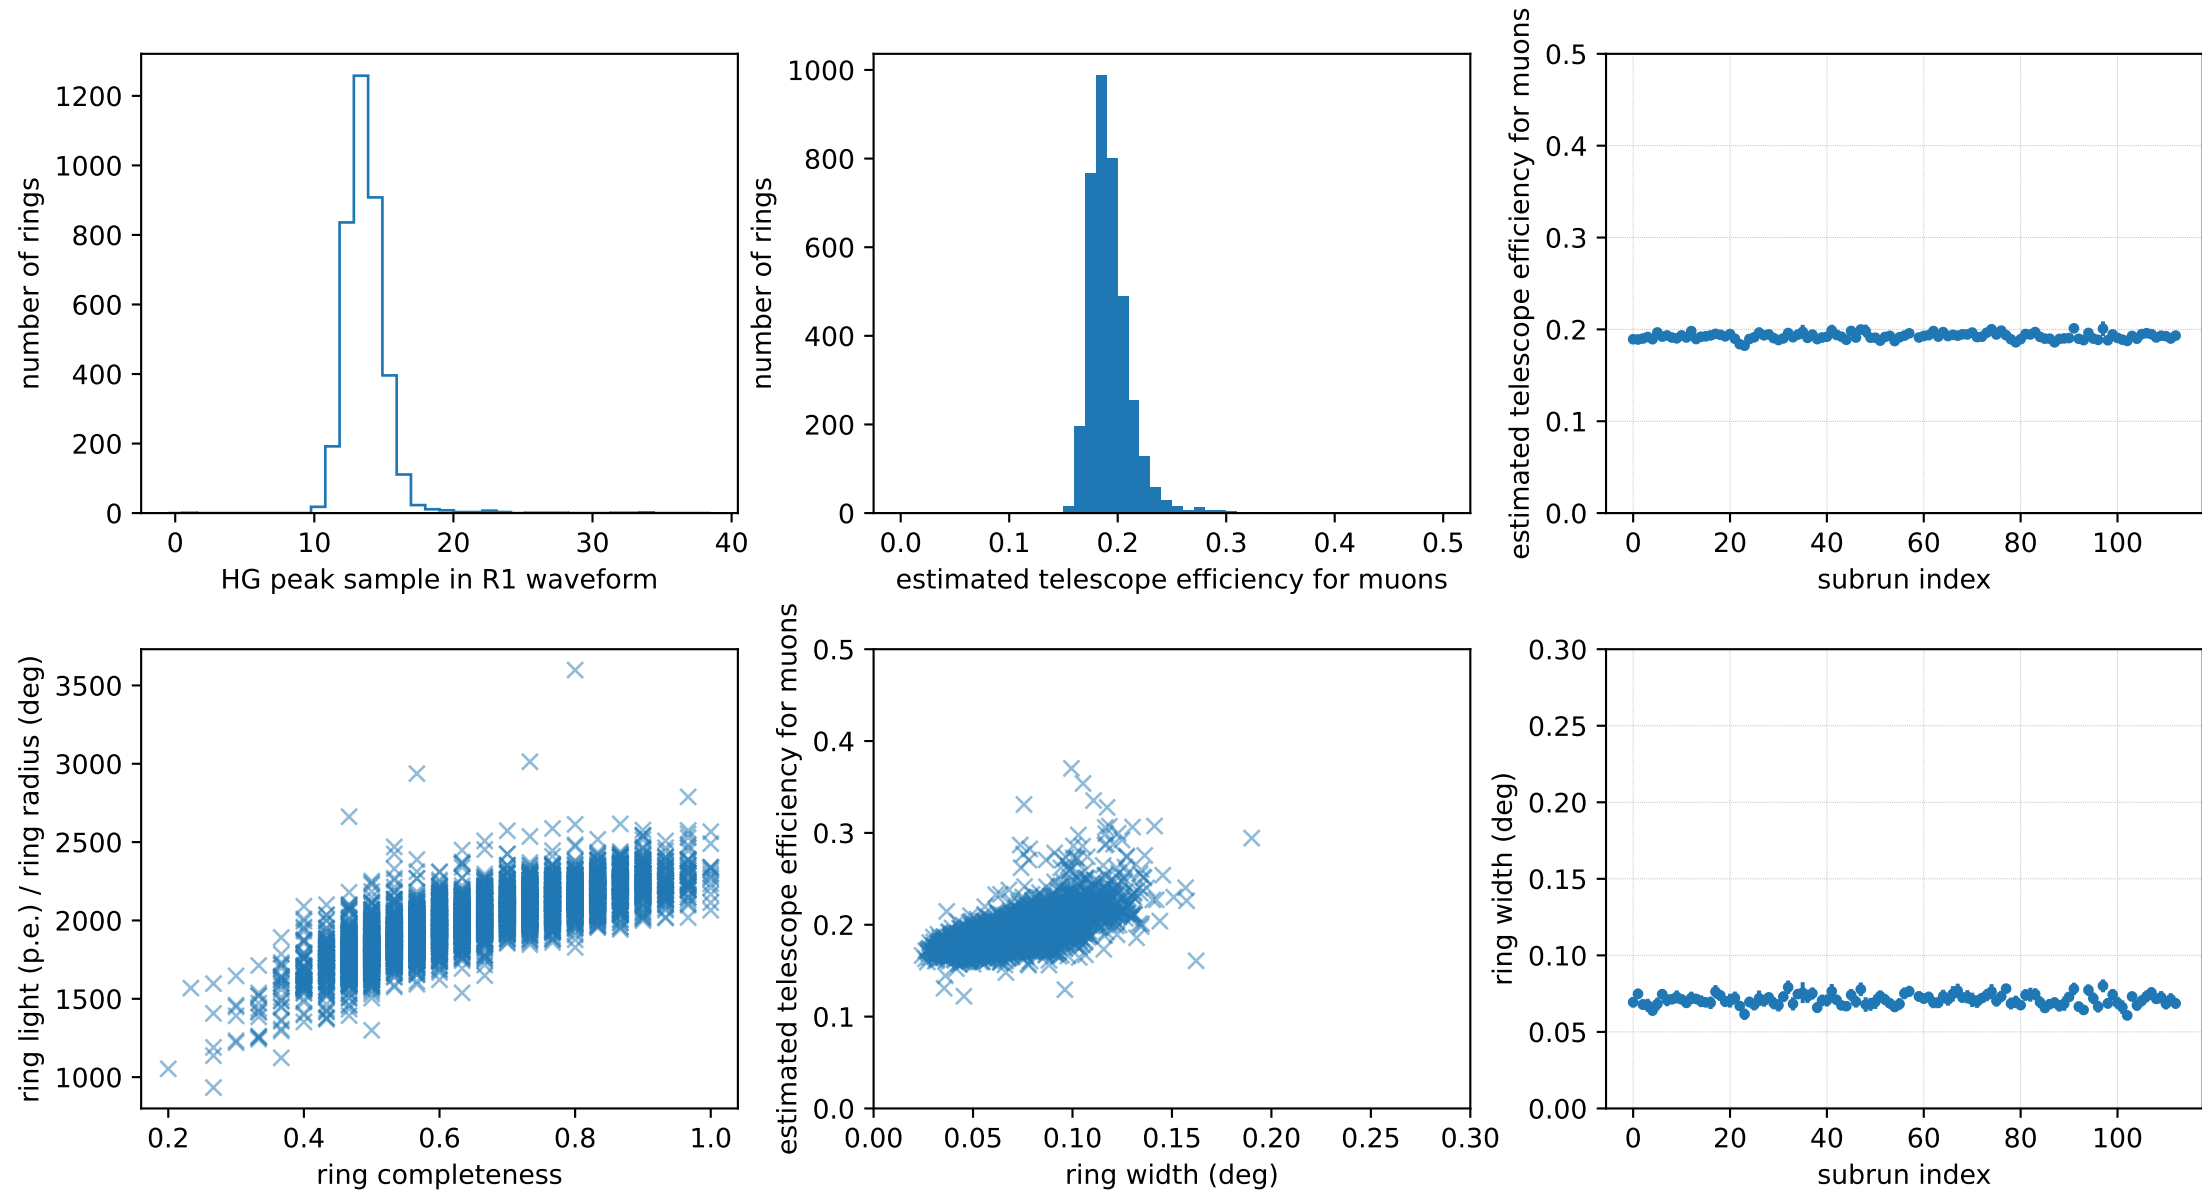 number of rings
1200
1000
800
600
400
200
0
0 10 20 30 40
HG peak sample in R1 waveform
number of rings
1000
800
600
400
200
0
0.0 0.1 0.2 0.3 0.4 0.5
estimated telescope efficiency for muons
estimated telescope efficiency for muons
0.5
0.4
0.3
0.2
0.1
0.0
0 20 40 60 80 100
subrun index
ring light (p.e.) / ring radius (deg)
3500
3000
2500
2000
1500
1000
0.2 0.4 0.6 0.8 1.0
ring completeness
estimated telescope efficiency for muons
0.5
0.4
0.3
0.2
0.1
0.0
0.00 0.05 0.10 0.15 0.20 0.25 0.30
ring width (deg)
ring width (deg)
0.30
0.25
0.20
0.15
0.10
0.05
0.00
0 20 40 60 80 100
subrun index